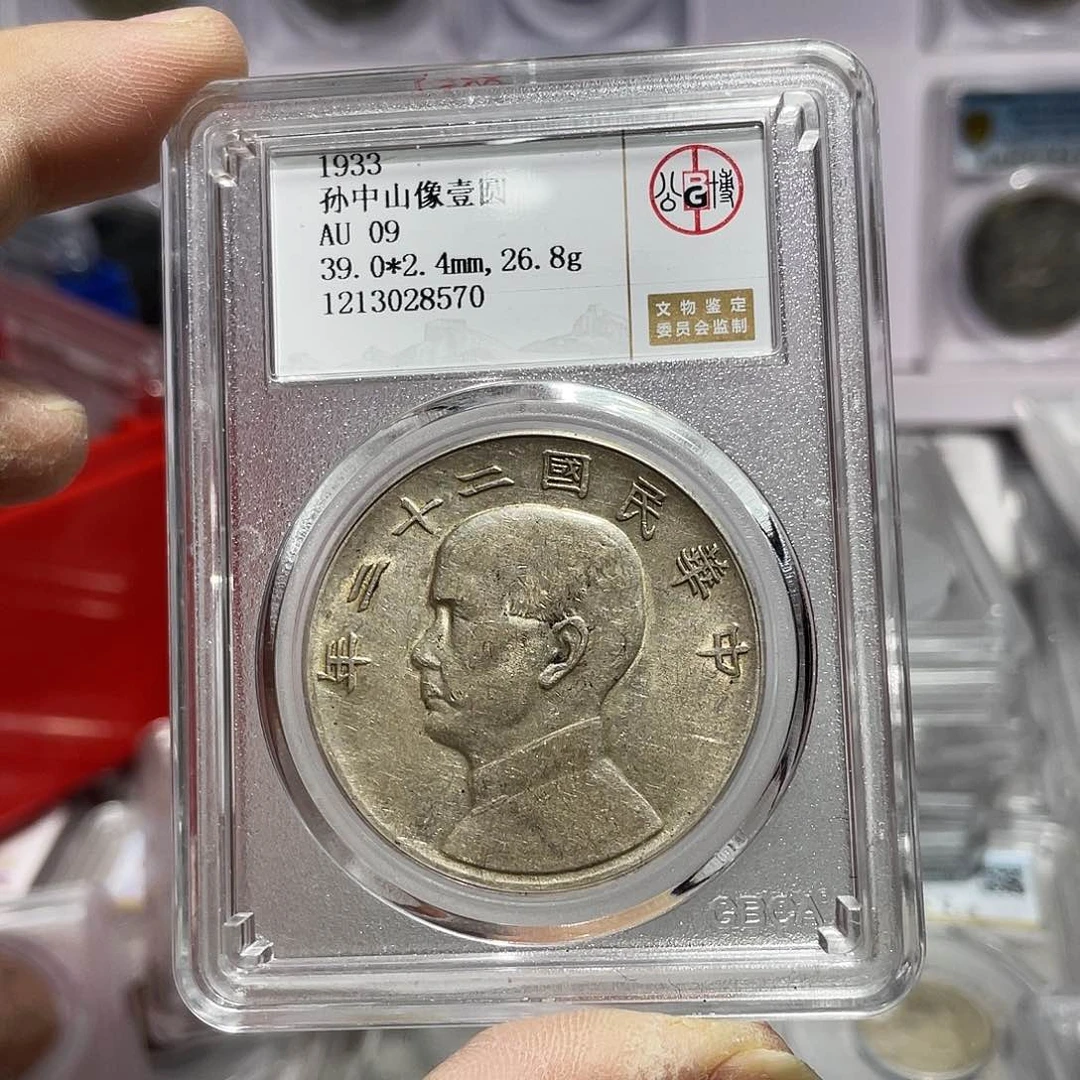 1933
孙中山像壹圆
AU 09
39.0*2.4mm,26.8g
1213028570
公博
文物鉴定
委员会监制
中華民國二十二年
GBCA